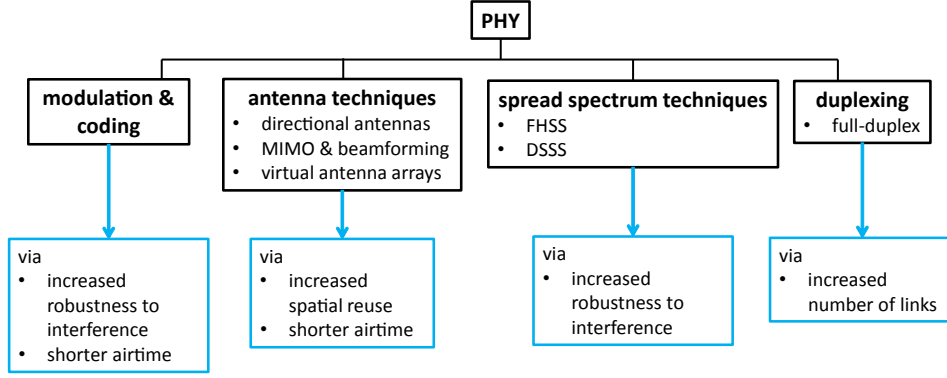 PHY
modulation &
coding
antenna techniques
• directional antennas
• MIMO & beamforming
• virtual antenna arrays
spread spectrum techniques
• FHSS
• DSSS
duplexing
• full-duplex
via
• increased
robustness to
interference
• shorter airtime
via
• increased
spatial reuse
• shorter airtime
via
• increased
robustness to
interference
via
• increased
number of links